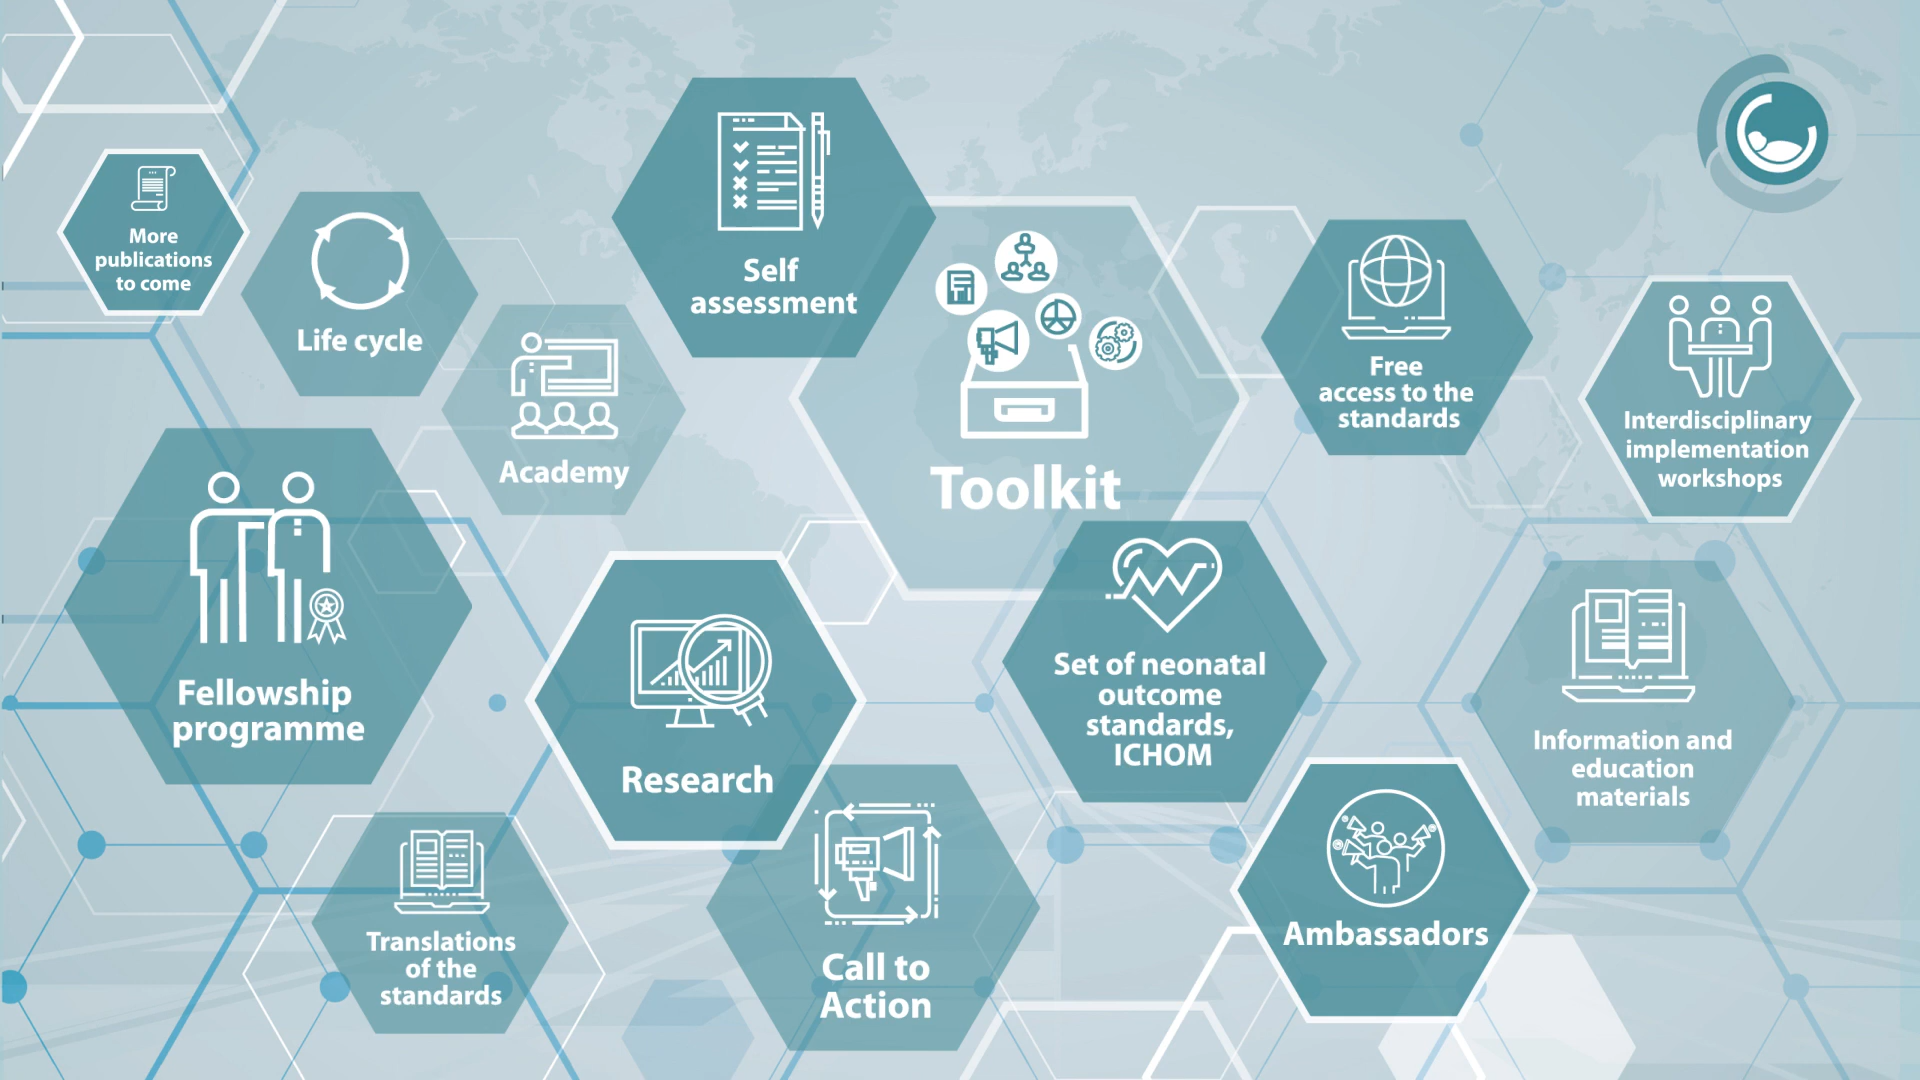 More
publications
to come
Life cycle
Academy
Self
assessment
Toolkit
Free
access to the
standards
Interdisciplinary
implementation
workshops
Fellowship
programme
Research
Set of neonatal
outcome
standards,
ICHOM
Information and
education
materials
Translations
of the
standards
Call to
Action
Ambassadors